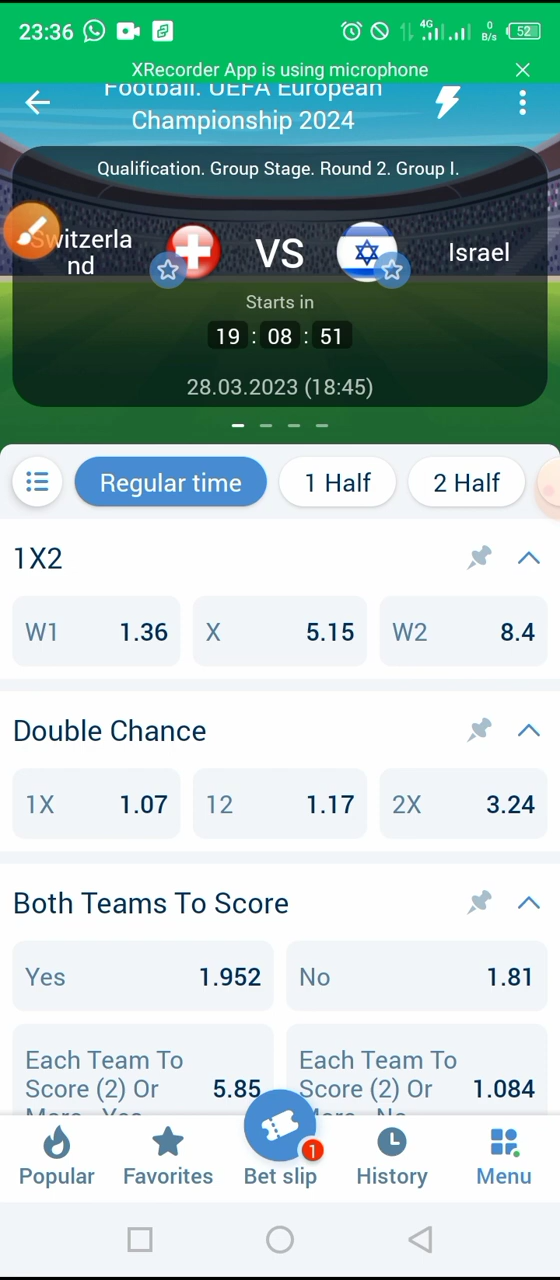 23:36
4G
0
B/s
52
XRecorder App is using microphone
Football. UEFA European
Championship 2024
Qualification. Group Stage. Round 2. Group I.
Switzerla
nd
VS
Israel
Starts in
19 : 08 : 51
28.03.2023 (18:45)
Regular time
1 Half
2 Half
1X2
W1 1.36
X 5.15
W2 8.4
Double Chance
1X 1.07
12 1.17
2X 3.24
Both Teams To Score
Yes 1.952
No 1.81
Each Team To
Score (2) Or 5.85
More - Yes
Each Team To
Score (2) Or 1.084
More - No
1
Popular
Favorites
Bet slip
History
Menu